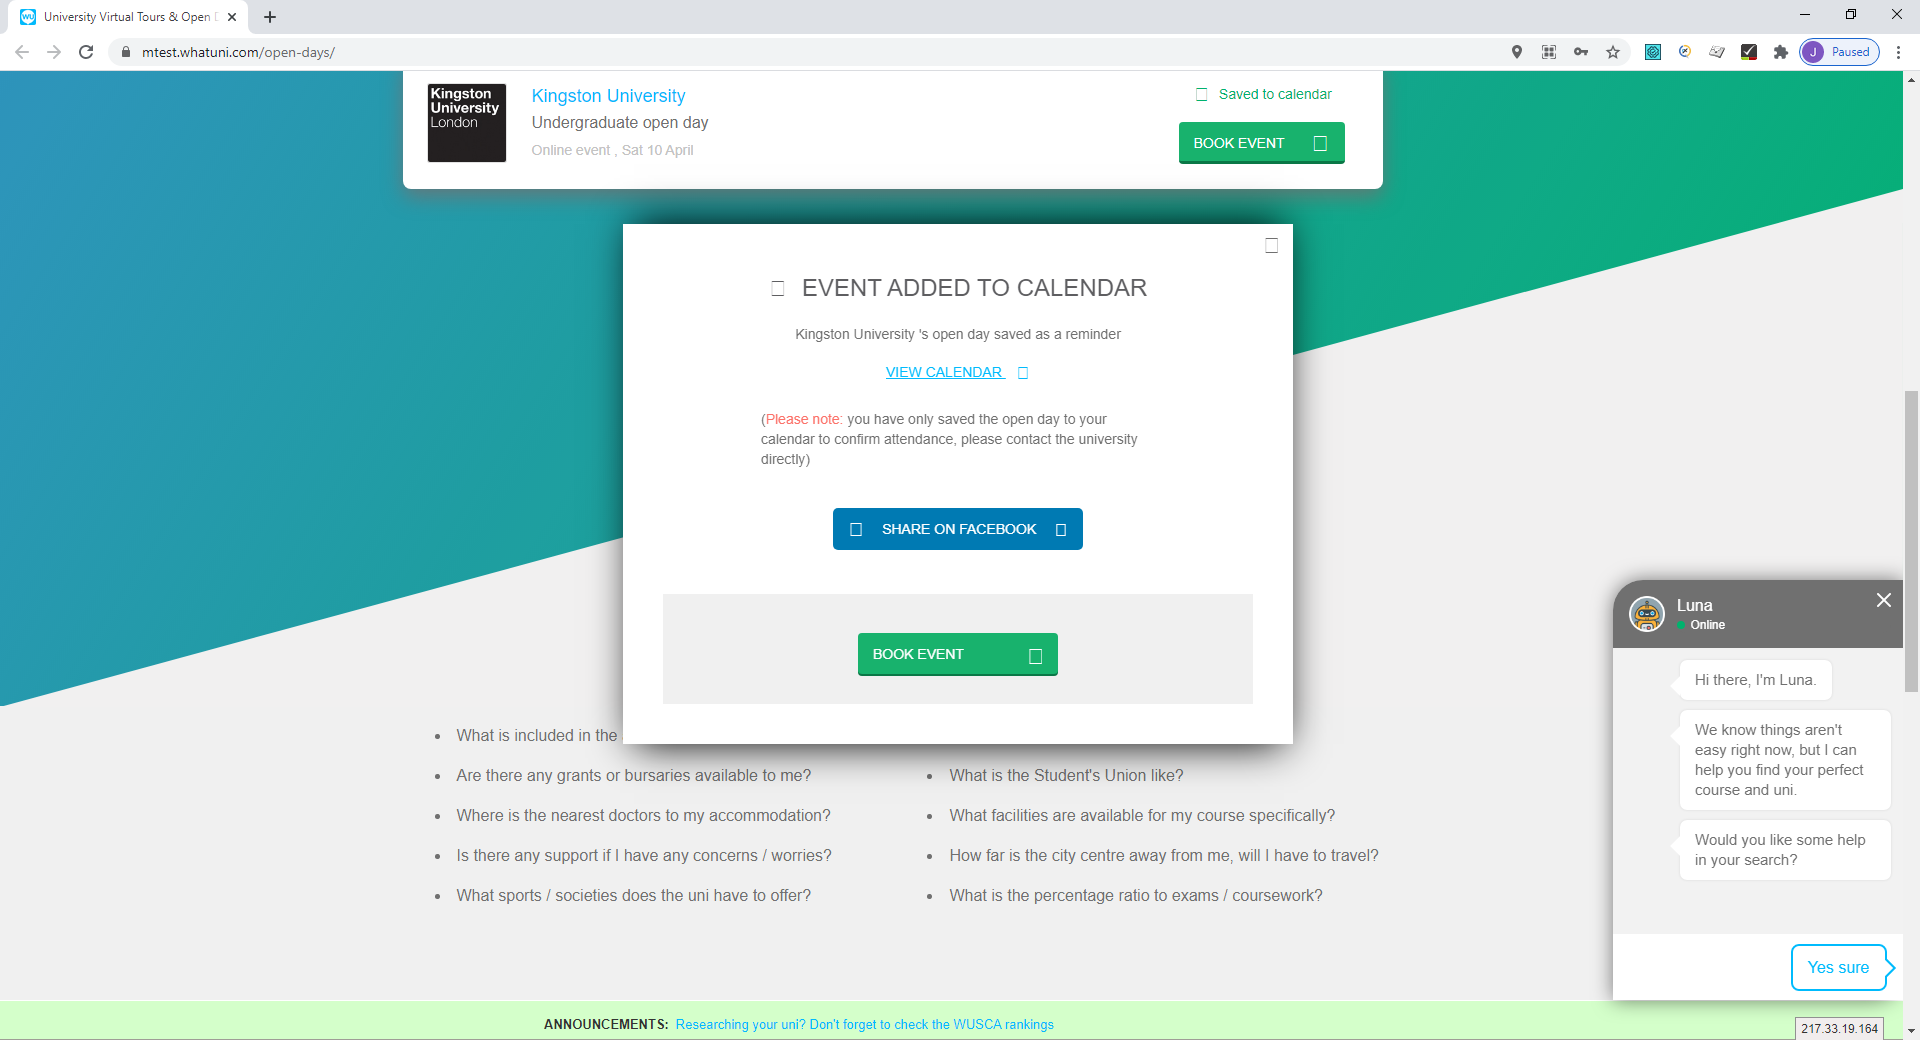 University Virtual Tours & Open D
mtest.whatuni.com/open-days/
J Paused
Kingston
University
London
Kingston University
Undergraduate open day
Online event , Sat 10 April
Saved to calendar
BOOK EVENT
EVENT ADDED TO CALENDAR
Kingston University 's open day saved as a reminder
VIEW CALENDAR
(Please note: you have only saved the open day to your
calendar to confirm attendance, please contact the university
directly)
SHARE ON FACEBOOK
BOOK EVENT
What is included in the
Are there any grants or bursaries available to me?
Where is the nearest doctors to my accommodation?
Is there any support if I have any concerns / worries?
What sports / societies does the uni have to offer?
What is the Student's Union like?
What facilities are available for my course specifically?
How far is the city centre away from me, will I have to travel?
What is the percentage ratio to exams / coursework?
Luna
Online
Hi there, I'm Luna.
We know things aren't
easy right now, but I can
help you find your perfect
course and uni.
Would you like some help
in your search?
Yes sure
ANNOUNCEMENTS: Researching your uni? Don't forget to check the WUSCA rankings
217.33.19.164